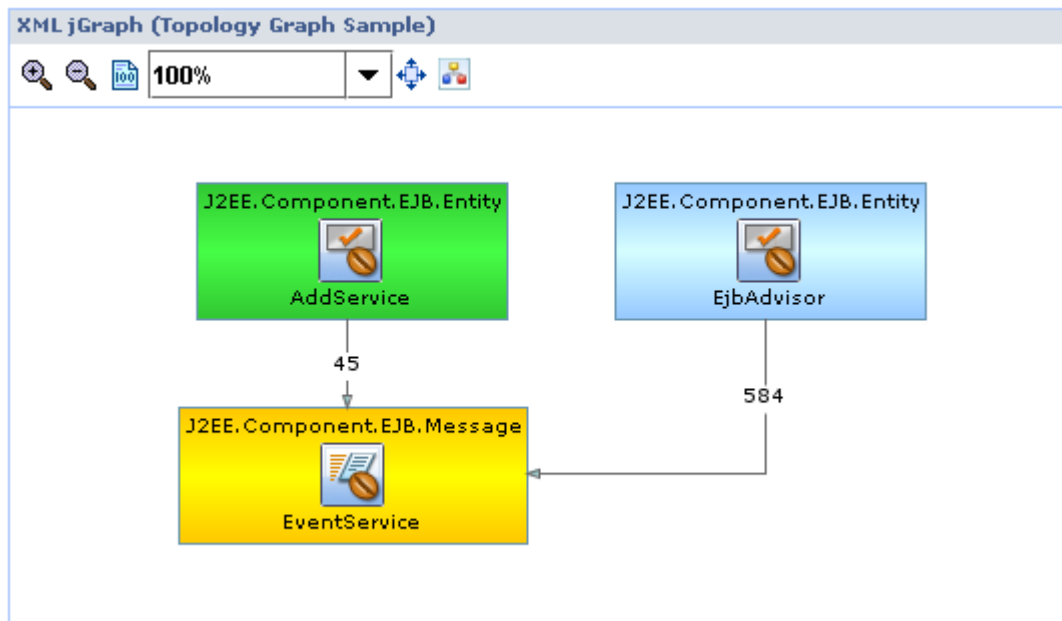 XML jGraph (Topology Graph Sample)
100
100%
J2EE.Component.EJB.Entity
AddService
J2EE.Component.EJB.Entity
EjbAdvisor
45
584
J2EE.Component.EJB.Message
EventService